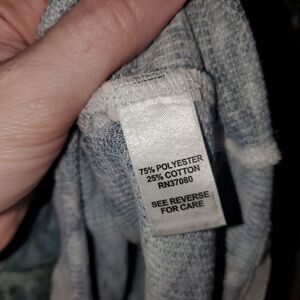 75% POLYESTER
25% COTTON
RN37080
SEE REVERSE
FOR CARE